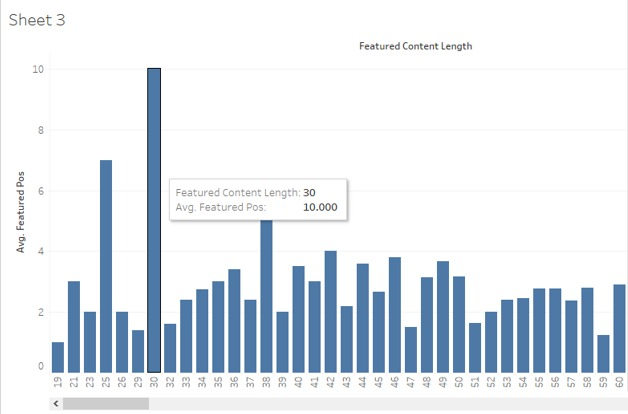 Sheet 3
Featured Content Length
Avg. Featured Pos
10
8
6
4
2
0
Featured Content Length: 30
Avg. Featured Pos: 10.000
19 21 23 25 26 29 30 32 33 34 35 36 37 38 39 40 41 42 43 44 45 46 47 48 49 50 51 52 53 54 55 56 57 58 59 60